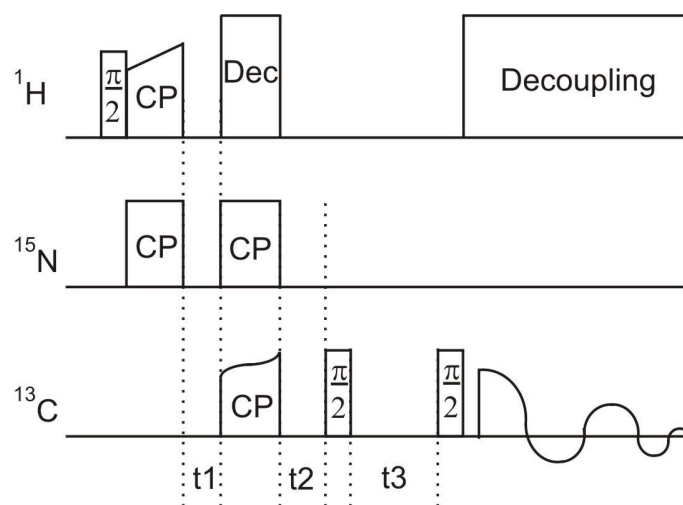 ¹H
π/2
CP
Dec
Decoupling
¹⁵N
CP
CP
¹³C
CP
π/2
π/2
t1
t2
t3